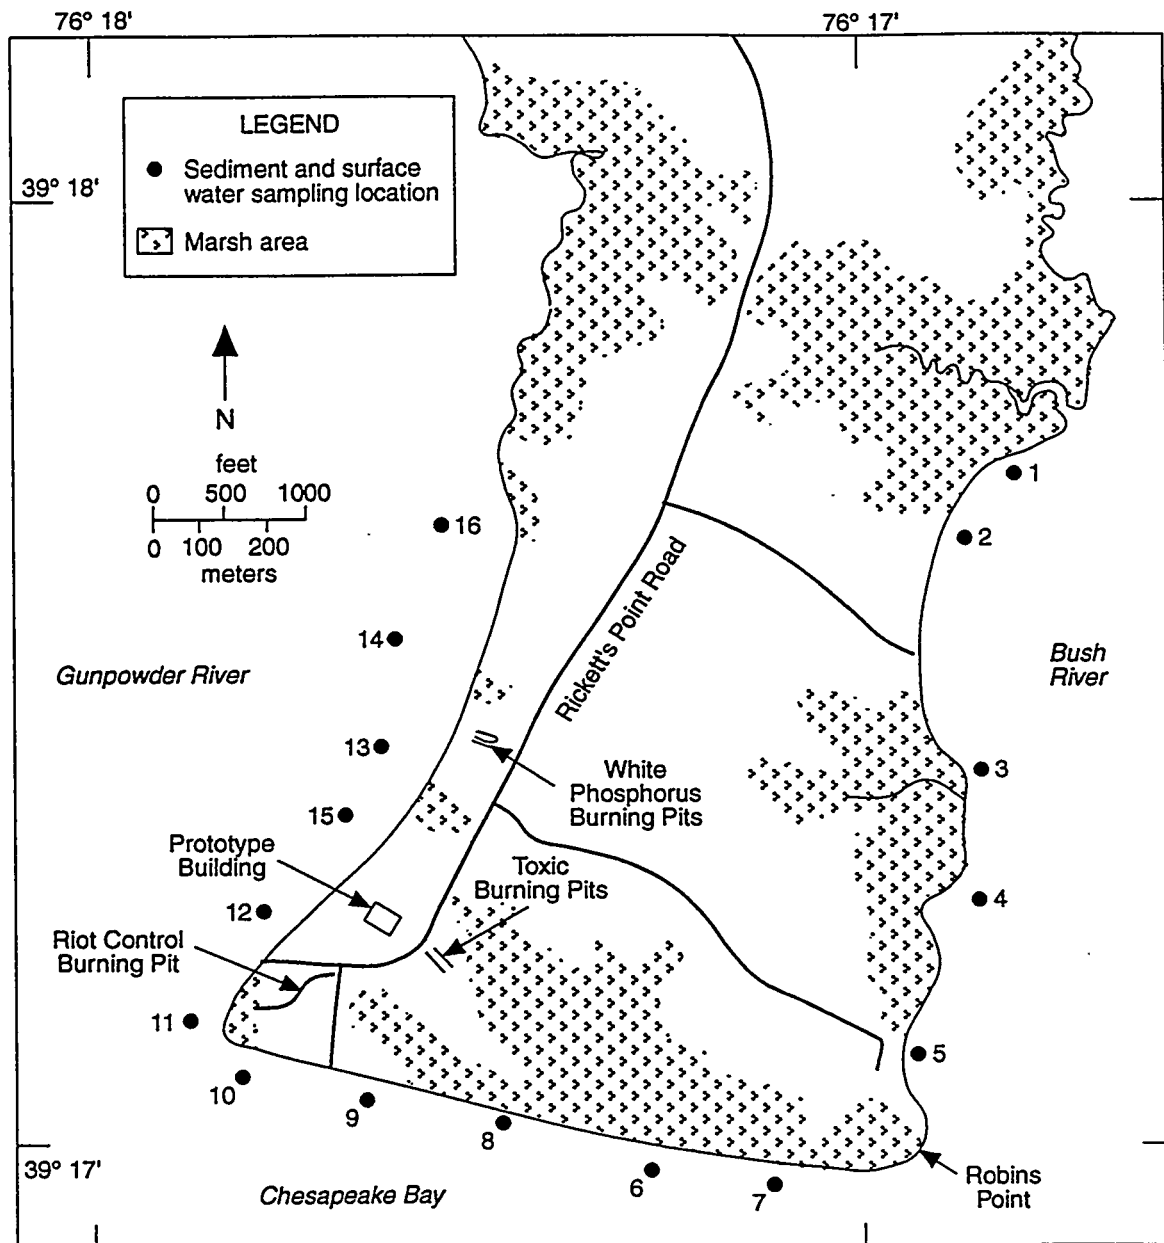 76° 18'
76° 17'
LEGEND
Sediment and surface
water sampling location
Marsh area
39° 18'
N
feet
0 500 1000
0 100 200
meters
1
2
16
14
Gunpowder River
Rickett's Point Road
Bush
River
13
White
Phosphorus
Burning Pits
3
15
Prototype
Building
Toxic
Burning Pits
12
4
Riot Control
Burning Pit
11
5
10
9
8
39° 17'
Chesapeake Bay
6
7
Robins
Point